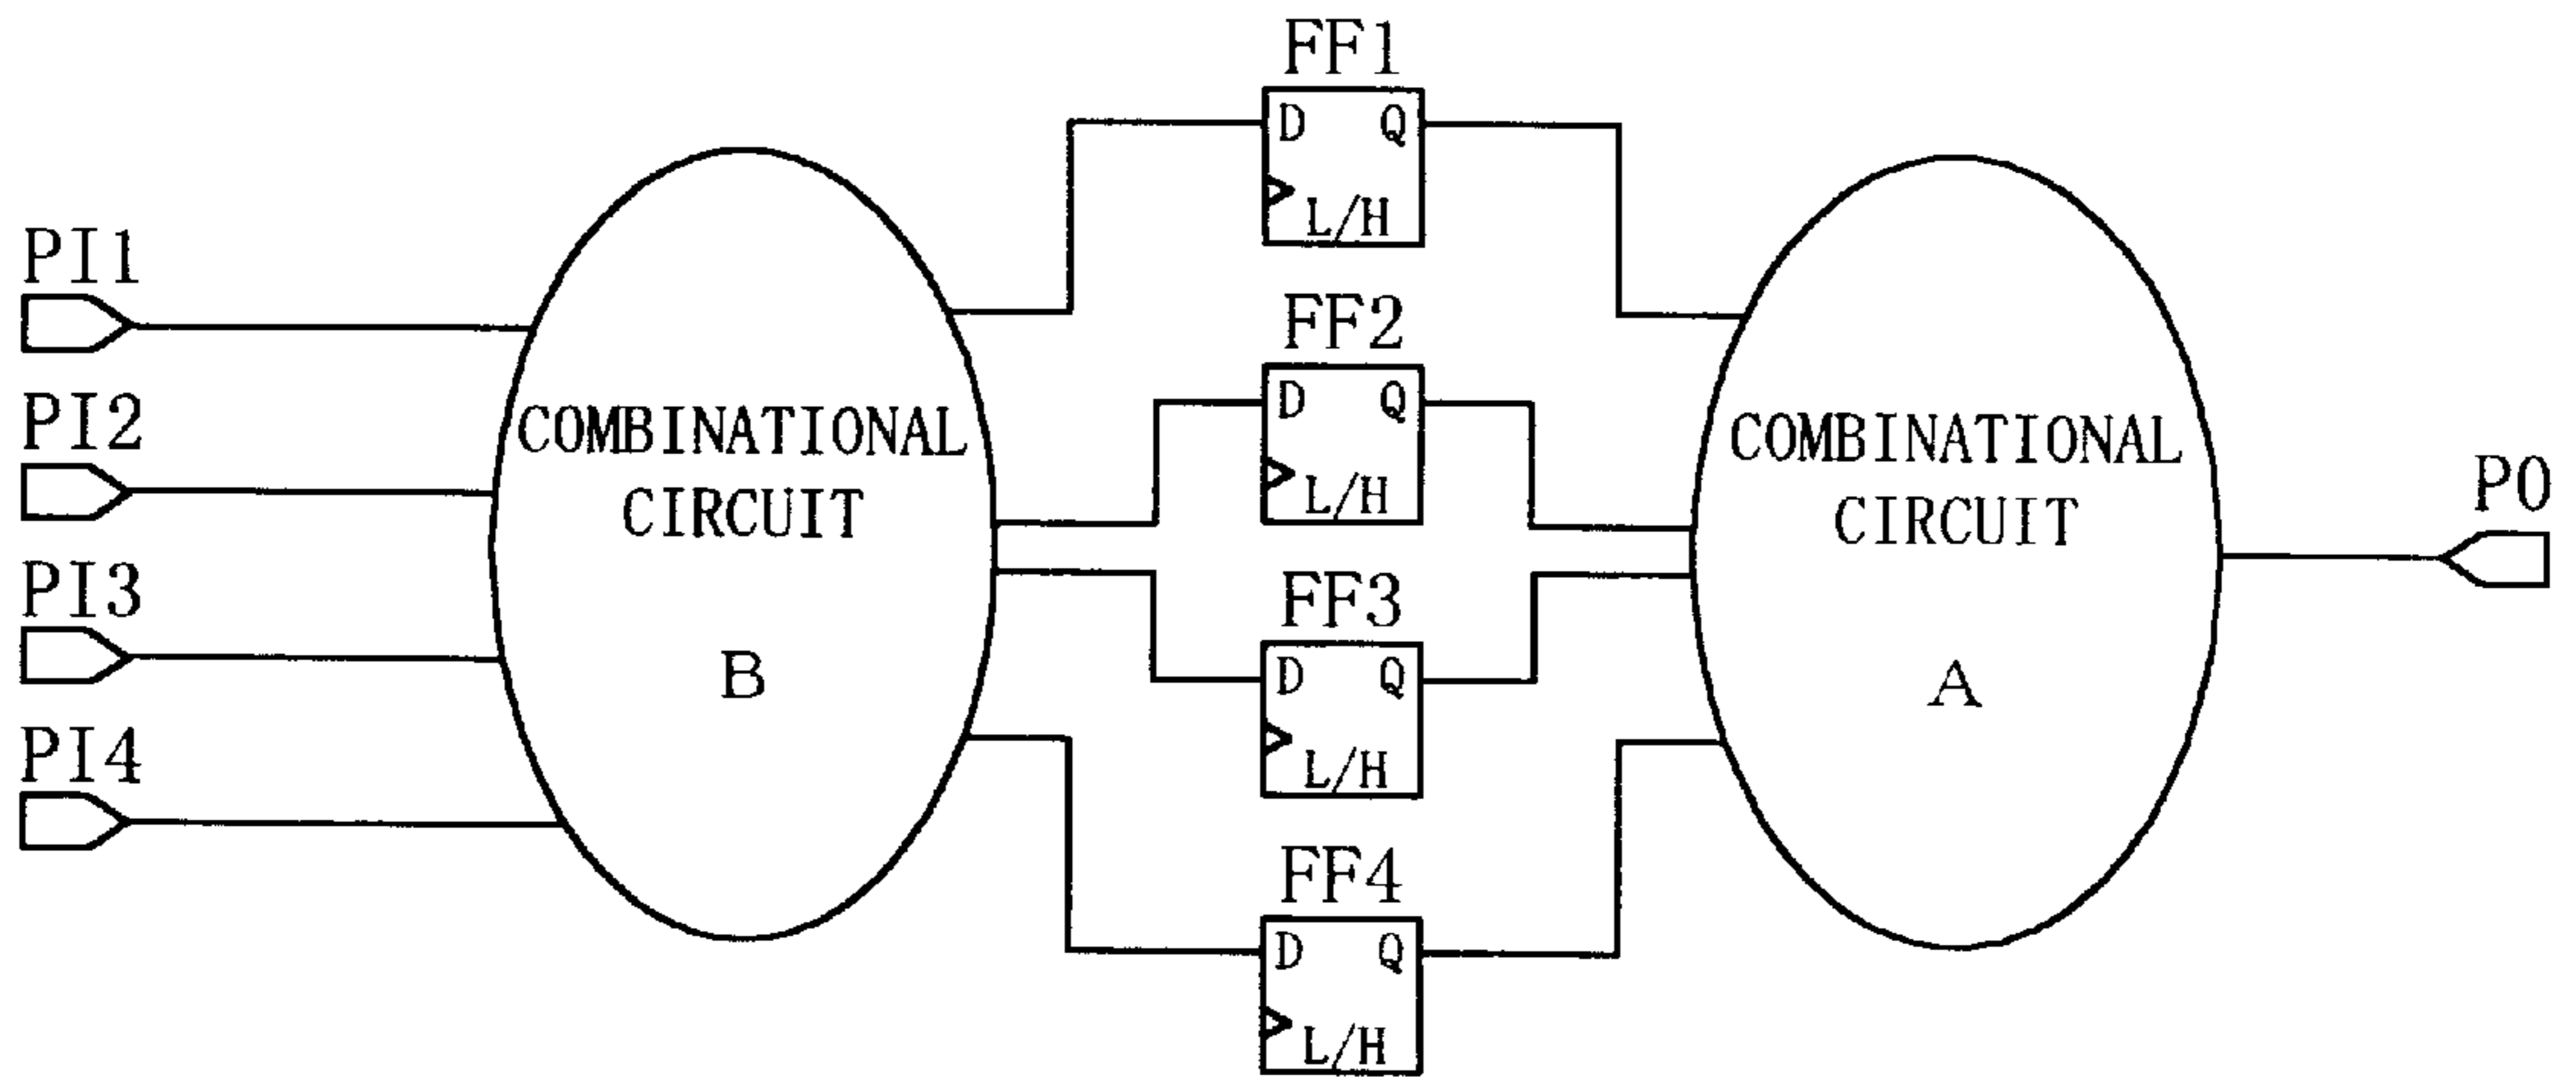 PI1
PI2
PI3
PI4
COMBINATIONAL
CIRCUIT
B
FF1
D Q
L/H
FF2
D Q
L/H
FF3
D Q
L/H
FF4
D Q
L/H
COMBINATIONAL
CIRCUIT
A
PO